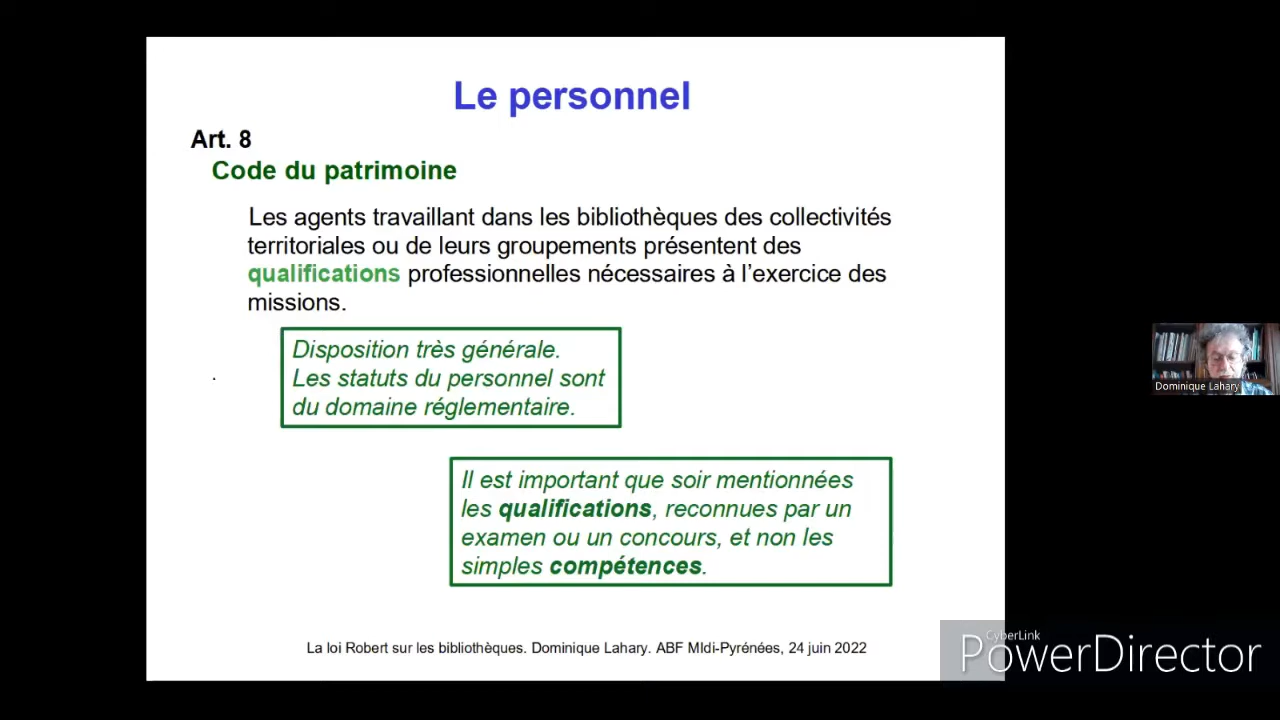 Le personnel
Art. 8
Code du patrimoine
Les agents travaillant dans les bibliothèques des collectivités
territoriales ou de leurs groupements présentent des
qualifications professionnelles nécessaires à l’exercice des
missions.
Disposition très générale.
Les statuts du personnel sont
du domaine réglementaire.
.
Il est important que soir mentionnées
les qualifications, reconnues par un
examen ou un concours, et non les
simples compétences.
La loi Robert sur les bibliothèques. Dominique Lahary. ABF MIdi-Pyrénées, 24 juin 2022
Dominique Lahary
CyberLink
PowerDirector